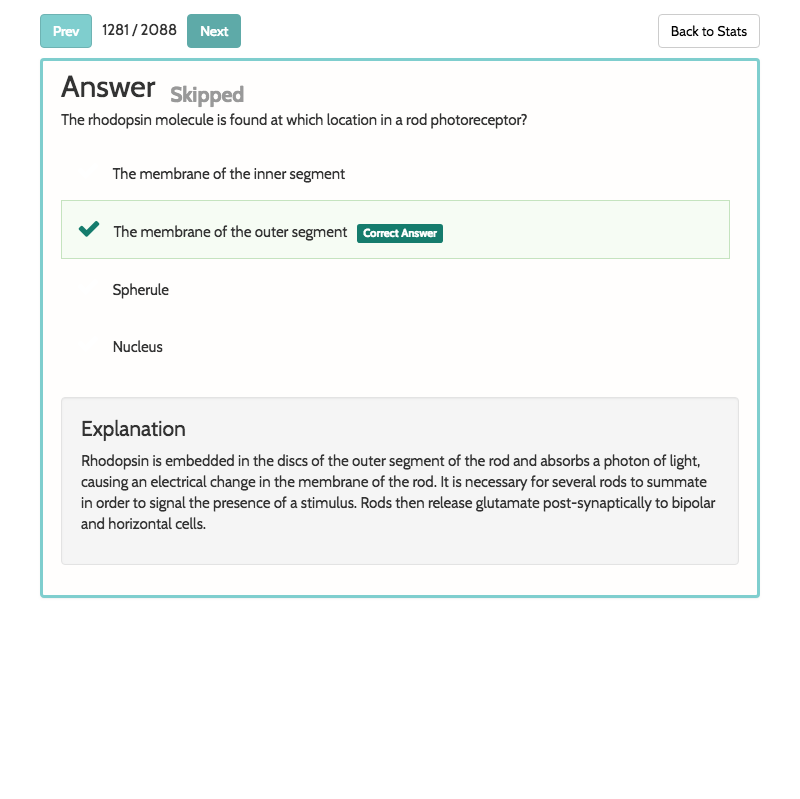 Prev 1281 / 2088 Next Back to Stats
Answer Skipped
The rhodopsin molecule is found at which location in a rod photoreceptor?
The membrane of the inner segment
The membrane of the outer segment Correct Answer
Spherule
Nucleus
Explanation
Rhodopsin is embedded in the discs of the outer segment of the rod and absorbs a photon of light,
causing an electrical change in the membrane of the rod. It is necessary for several rods to summate
in order to signal the presence of a stimulus. Rods then release glutamate post-synaptically to bipolar
and horizontal cells.